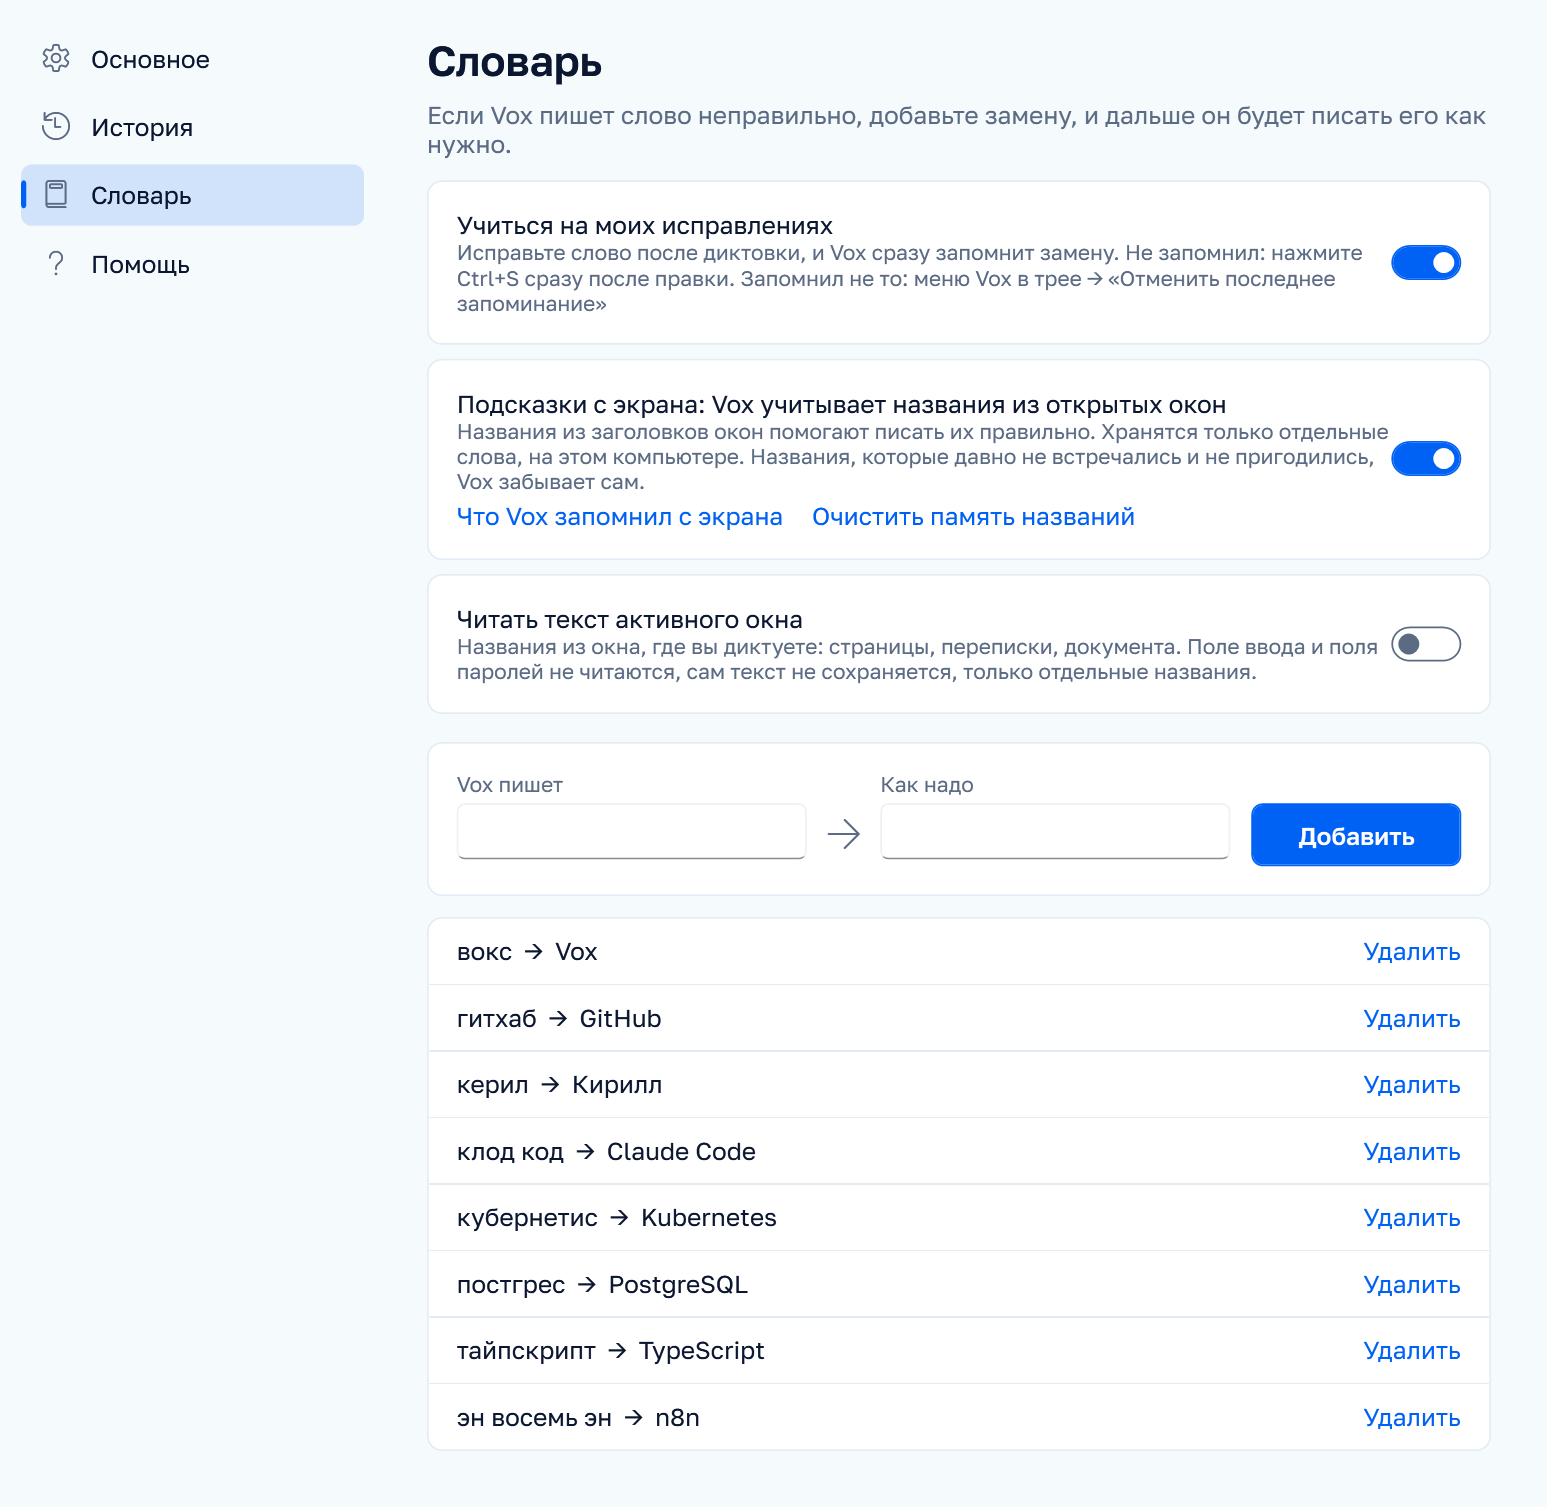 Основное
История
Словарь
Помощь
Словарь
Если Vox пишет слово неправильно, добавьте замену, и дальше он будет писать его как
нужно.
Учиться на моих исправлениях
Исправьте слово после диктовки, и Vox сразу запомнит замену. Не запомнил: нажмите
Ctrl+S сразу после правки. Запомнил не то: меню Vox в трее → «Отменить последнее
запоминание»
Подсказки с экрана: Vox учитывает названия из открытых окон
Названия из заголовков окон помогают писать их правильно. Хранятся только отдельные
слова, на этом компьютере. Названия, которые давно не встречались и не пригодились,
Vox забывает сам.
Что Vox запомнил с экрана Очистить память названий
Читать текст активного окна
Названия из окна, где вы диктуете: страницы, переписки, документа. Поле ввода и поля
паролей не читаются, сам текст не сохраняется, только отдельные названия.
Vox пишет Как надо
→ Добавить
вокс → Vox Удалить
гитхаб → GitHub Удалить
керил → Кирилл Удалить
клод код → Claude Code Удалить
кубернетис → Kubernetes Удалить
постгрес → PostgreSQL Удалить
тайпскрипт → TypeScript Удалить
эн восемь эн → n8n Удалить